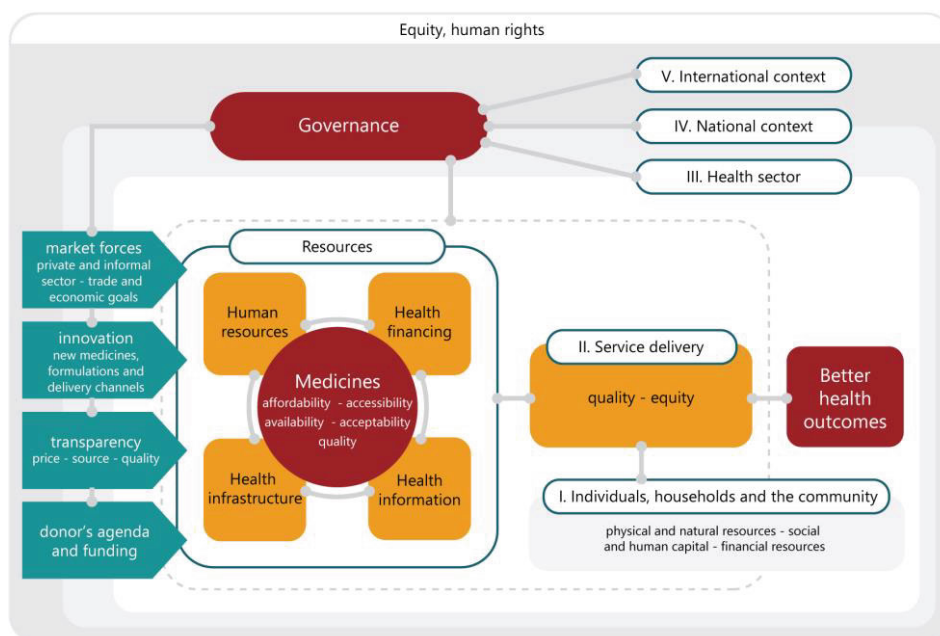 Equity, human rights
Governance
V. International context
IV. National context
III. Health sector
market forces
private and informal
sector - trade and
economic goals
innovation
new medicines,
formulations and
delivery channels
transparency
price - source - quality
donor's agenda
and funding
Resources
Human
resources
Health
financing
Medicines
affordability - accessibility
availability - acceptability
quality
Health
infrastructure
Health
information
II. Service delivery
quality - equity
Better
health
outcomes
I. Individuals, households and the community
physical and natural resources - social
and human capital - financial resources